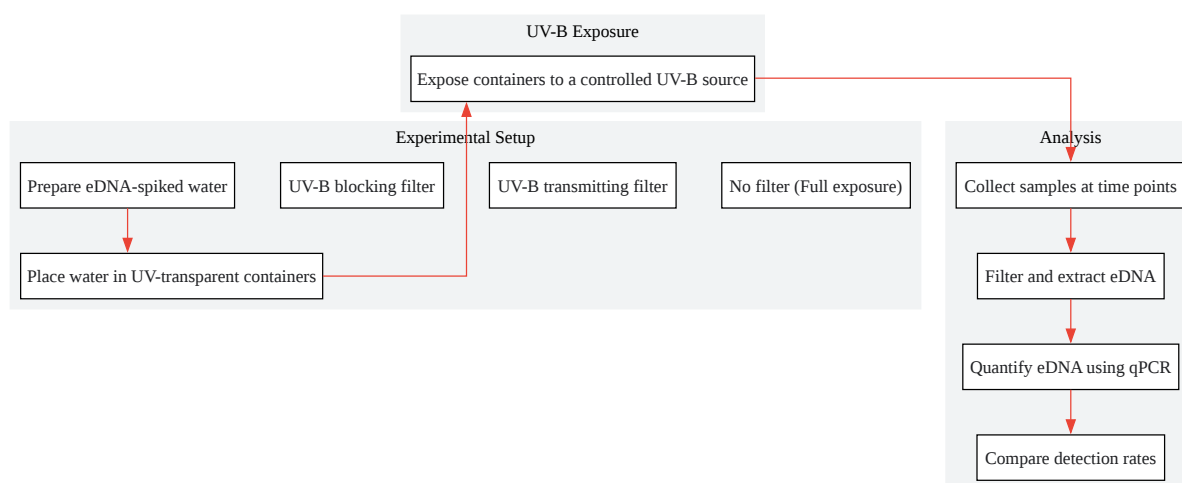 UV-B Exposure
Expose containers to a controlled UV-B source
Experimental Setup
Prepare eDNA-spiked water
UV-B blocking filter
UV-B transmitting filter
No filter (Full exposure)
Place water in UV-transparent containers
Analysis
Collect samples at time points
Filter and extract eDNA
Quantify eDNA using qPCR
Compare detection rates